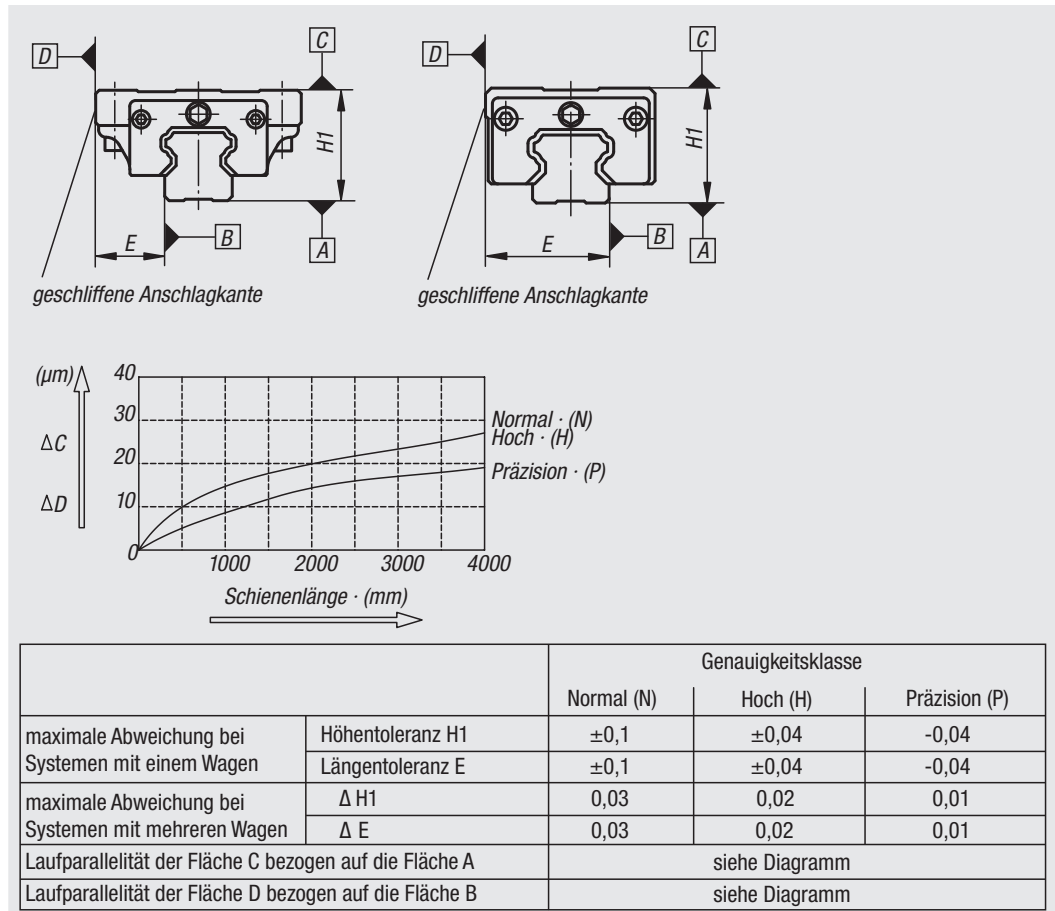 D
C
H1
E
B
A
geschliffene Anschlagkante
D
C
H1
E
B
A
geschliffene Anschlagkante
(µm)
ΔC
ΔD
40
30
20
10
0
Normal · (N)
Hoch · (H)
Präzision · (P)
1000 2000 3000 4000
Schienenlänge · (mm)
Genauigkeitsklasse
Normal (N) Hoch (H) Präzision (P)
maximale Abweichung bei
Systemen mit einem Wagen
Höhentoleranz H1 ±0,1 ±0,04 -0,04
Längentoleranz E ±0,1 ±0,04 -0,04
maximale Abweichung bei
Systemen mit mehreren Wagen
Δ H1 0,03 0,02 0,01
Δ E 0,03 0,02 0,01
Laufparallelität der Fläche C bezogen auf die Fläche A siehe Diagramm
Laufparallelität der Fläche D bezogen auf die Fläche B siehe Diagramm